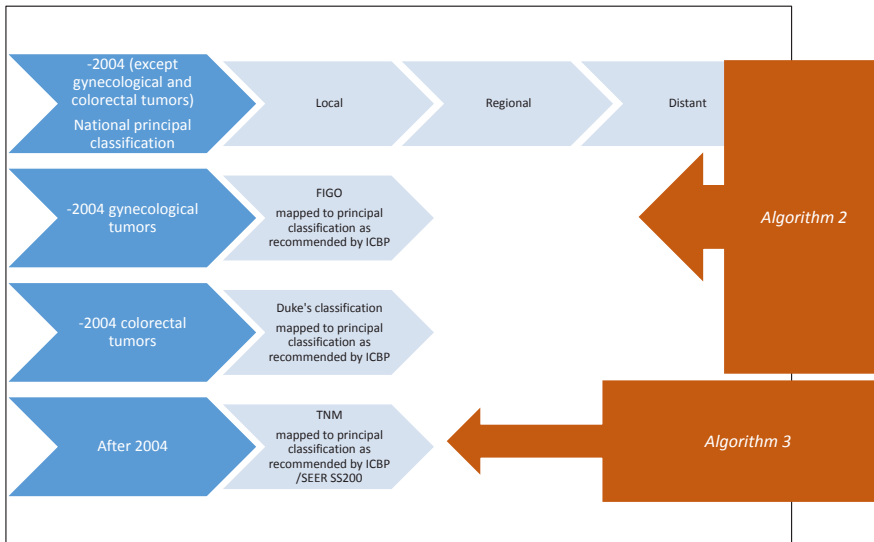 -2004 (except
gynecological and
colorectal tumors)
National principal
classification
Local
Regional
Distant
-2004 gynecological
tumors
FIGO
mapped to principal
classification as
recommended by ICBP
Algorithm 2
-2004 colorectal
tumors
Duke's classification
mapped to principal
classification as
recommended by ICBP
After 2004
TNM
mapped to principal
classification as
recommended by ICBP
/SEER SS200
Algorithm 3